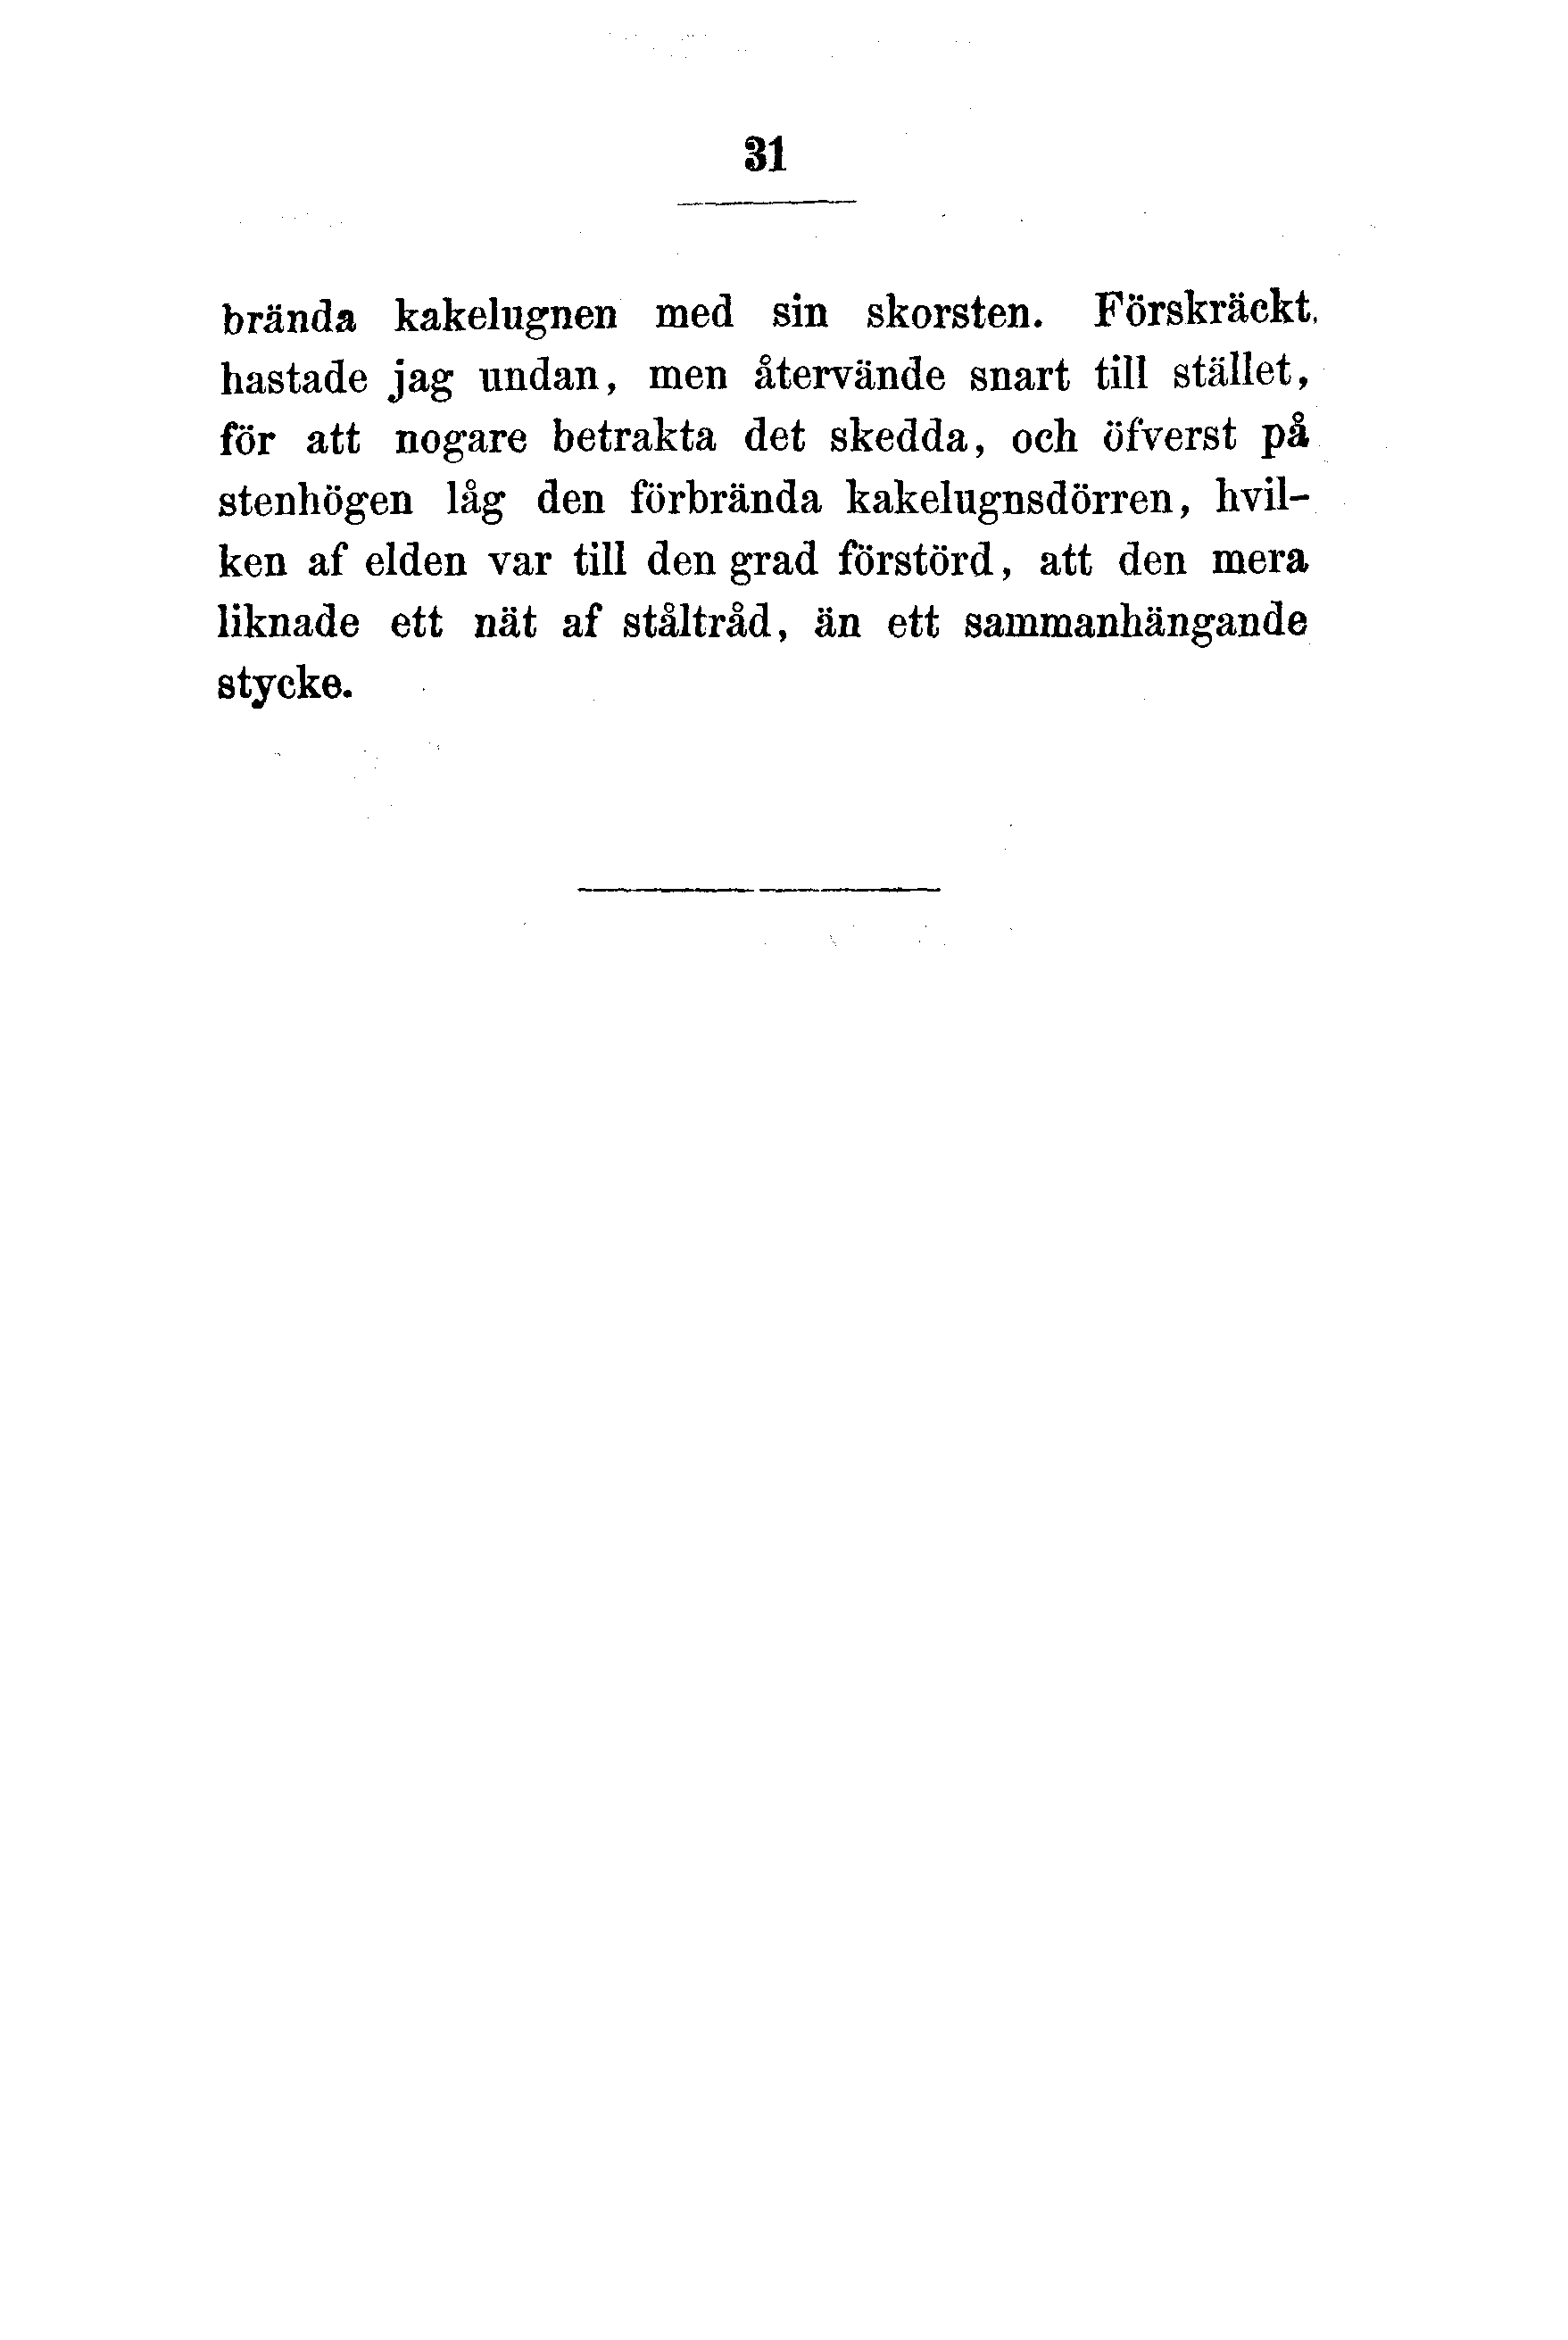 31
brända kakelugnen med sin skorsten. Förskräckt
hastade jag undan, men återvände snart till stället,
för att nogare betrakta det skedda, och öfverst på
stenhögen låg den förbrända kakelugnsdörren, hvil-
ken af elden var till den grad förstörd, att den mera
liknade ett nät af ståltråd, än ett sammanhängande
stycke.